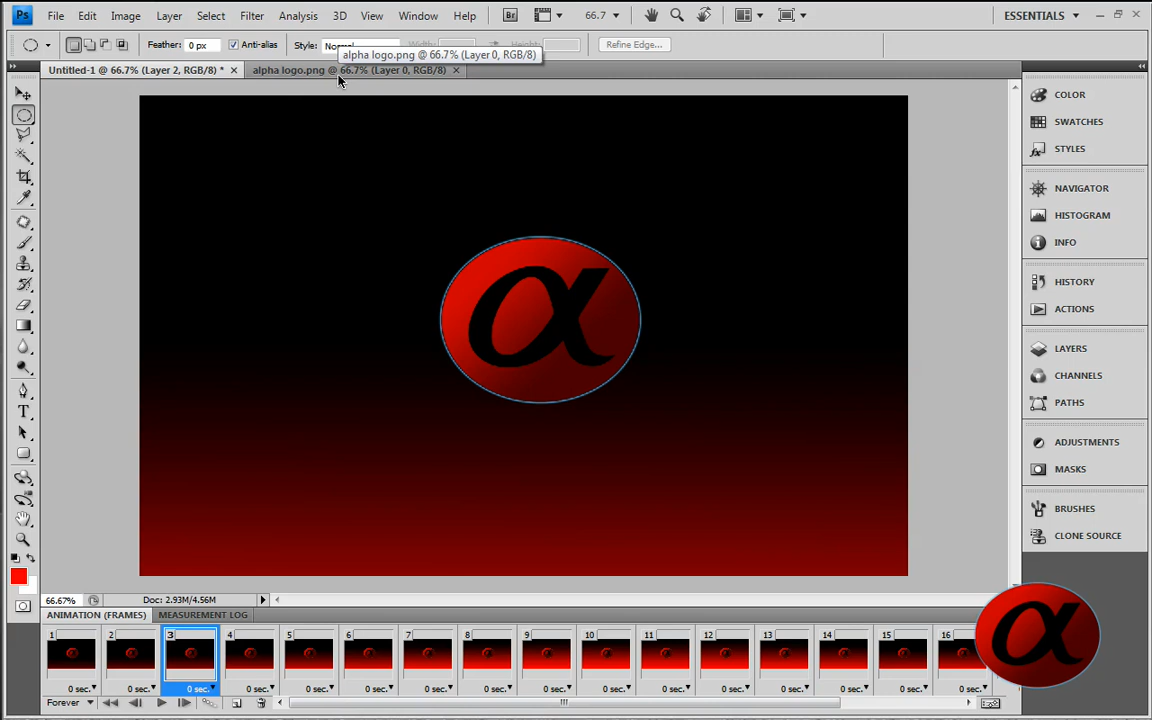 Ps File Edit Image Layer Select Filter Analysis 3D View Window Help Br 66.7 ESSENTIALS
Feather: 0 px Anti-alias Style: Normal Refine Edge...
alpha logo.png @ 66.7% (Layer 0, RGB/8)
Untitled-1 @ 66.7% (Layer 2, RGB/8) * alpha logo.png @ 66.7% (Layer 0, RGB/8)
COLOR
SWATCHES
STYLES
NAVIGATOR
HISTOGRAM
INFO
HISTORY
ACTIONS
LAYERS
CHANNELS
PATHS
ADJUSTMENTS
MASKS
BRUSHES
CLONE SOURCE
α
T
66.67% Doc: 2.93M/4.56M
ANIMATION (FRAMES) MEASUREMENT LOG
1 2 3 4 5 6 7 8 9 10 11 12 13 14 15 16
α
0 sec. 0 sec. 0 sec. 0 sec. 0 sec. 0 sec. 0 sec. 0 sec. 0 sec. 0 sec. 0 sec. 0 sec. 0 sec. 0 sec. 0 sec. 0 sec.
Forever